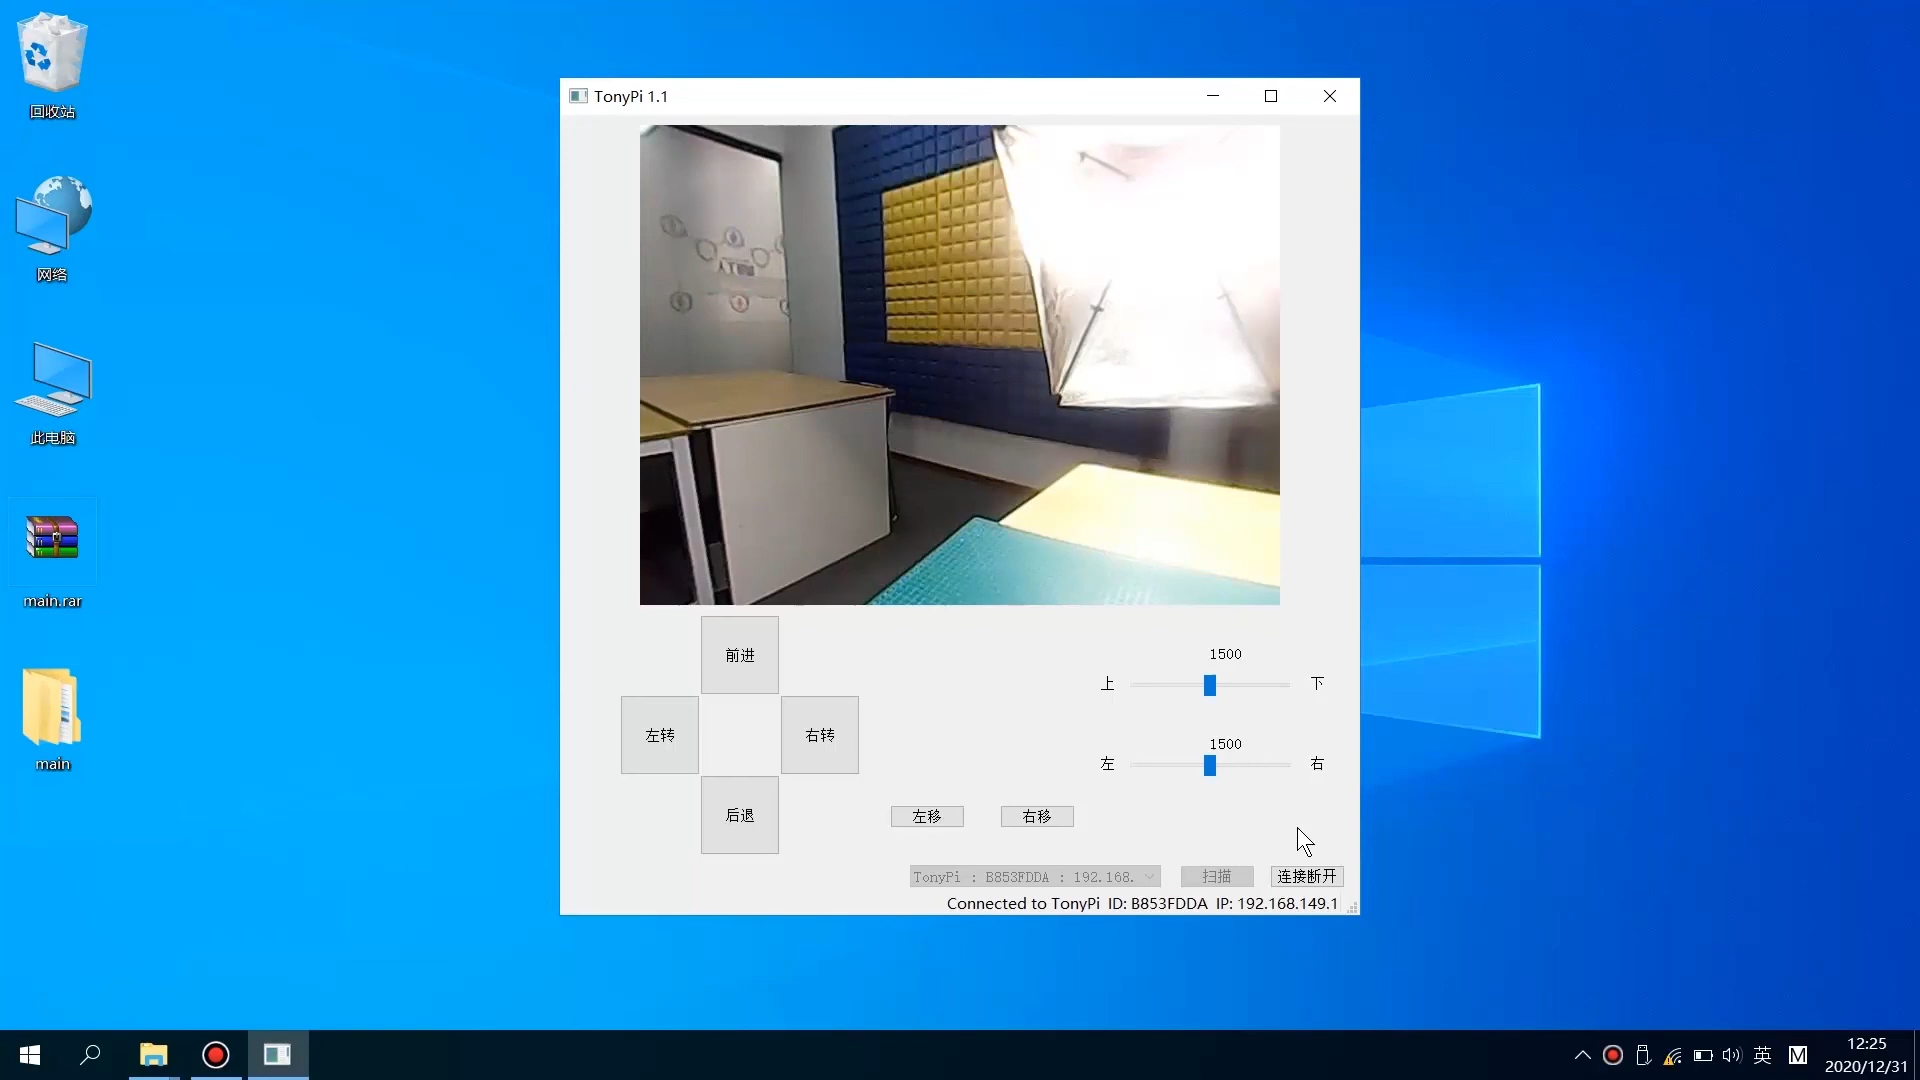 回收站
网络
此电脑
main.rar
main
TonyPi 1.1
前进
左转
右转
后退
左移
右移
1500
上
下
1500
左
右
TonyPi : B853FDDA : 192.168.
扫描
连接断开
Connected to TonyPi ID: B853FDDA IP: 192.168.149.1
英
M
12:25
2020/12/31